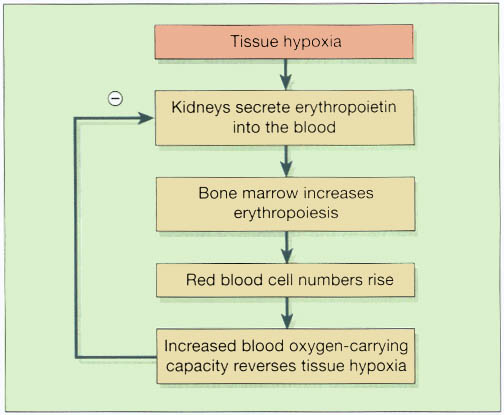 Tissue hypoxia
⊖
Kidneys secrete erythropoietin
into the blood
Bone marrow increases
erythropoiesis
Red blood cell numbers rise
Increased blood oxygen-carrying
capacity reverses tissue hypoxia